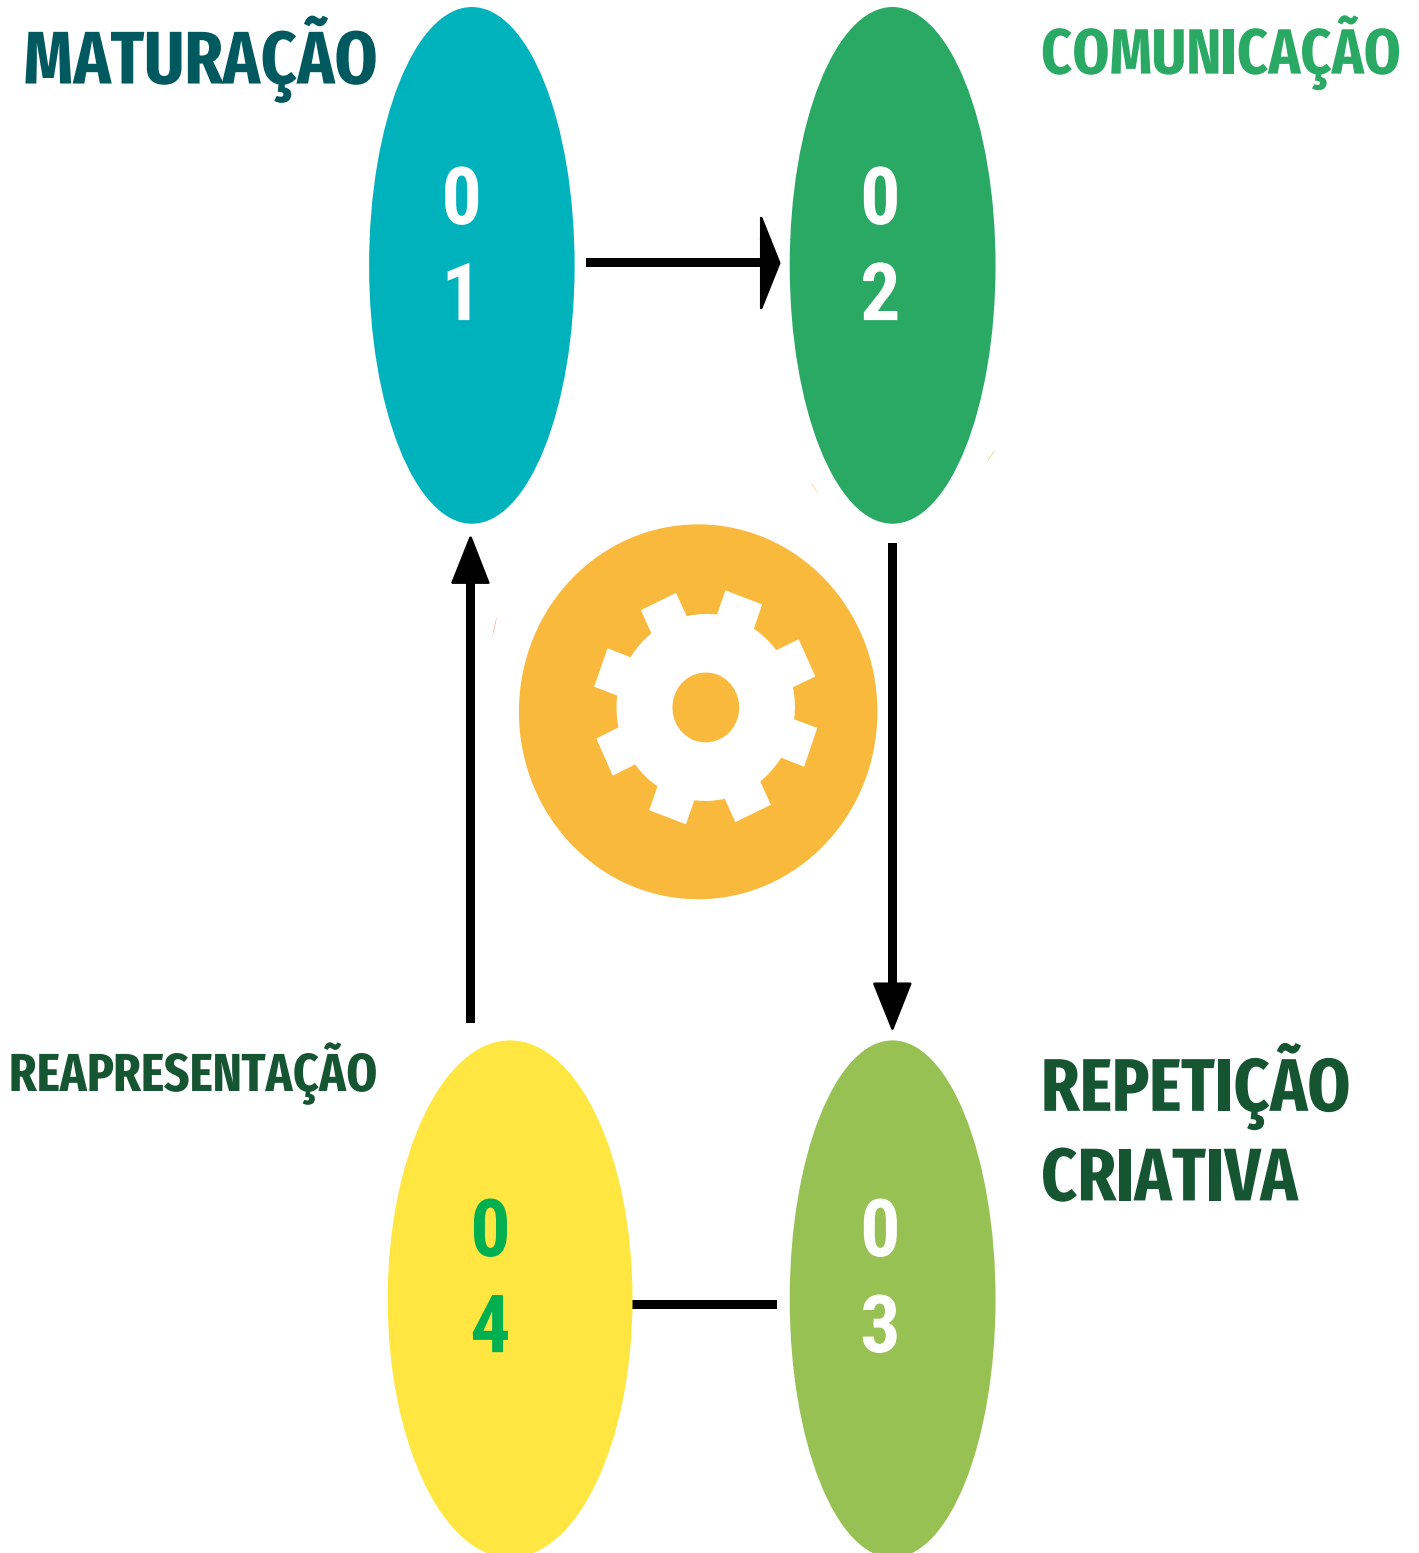 MATURAÇÃO
COMUNICAÇÃO
0
1
0
2
REAPRESENTAÇÃO
REPETIÇÃO
CRIATIVA
0
4
0
3